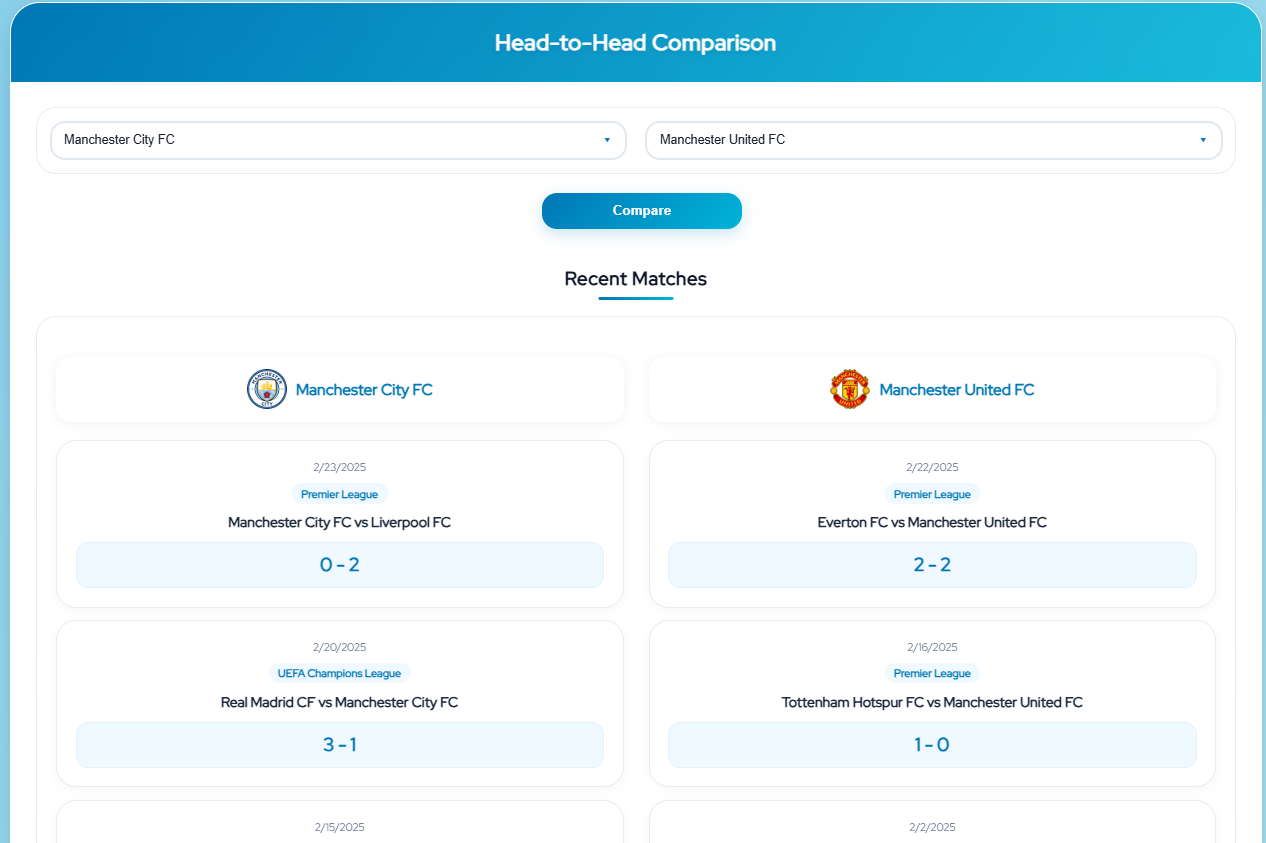 Head-to-Head Comparison
Manchester City FC
Manchester United FC
Compare
Recent Matches
MANCHESTER
CITY
Manchester City FC
MANCHESTER
UNITED
Manchester United FC
2/23/2025
Premier League
Manchester City FC vs Liverpool FC
0 - 2
2/20/2025
UEFA Champions League
Real Madrid CF vs Manchester City FC
3 - 1
2/15/2025
2/22/2025
Premier League
Everton FC vs Manchester United FC
2 - 2
2/16/2025
Premier League
Tottenham Hotspur FC vs Manchester United FC
1 - 0
2/2/2025